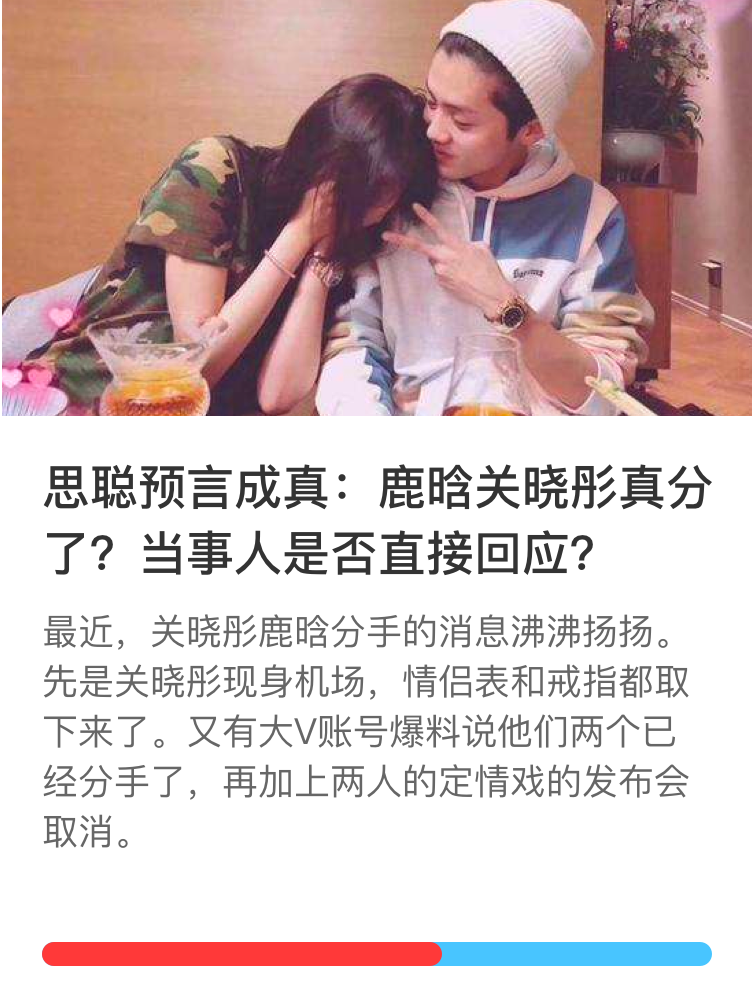 思聪预言成真：鹿晗关晓彤真分
了？当事人是否直接回应？
最近，关晓彤鹿晗分手的消息沸沸扬扬。
先是关晓彤现身机场，情侣表和戒指都取
下来了。又有大V账号爆料说他们两个已
经分手了，再加上两人的定情戏的发布会
取消。